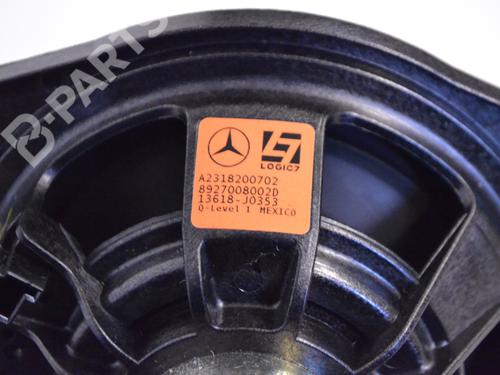 B-PARTS
LOGIC7
A2318200702
8927008002D
13618-J0353
Q-Level 1 MEXICO